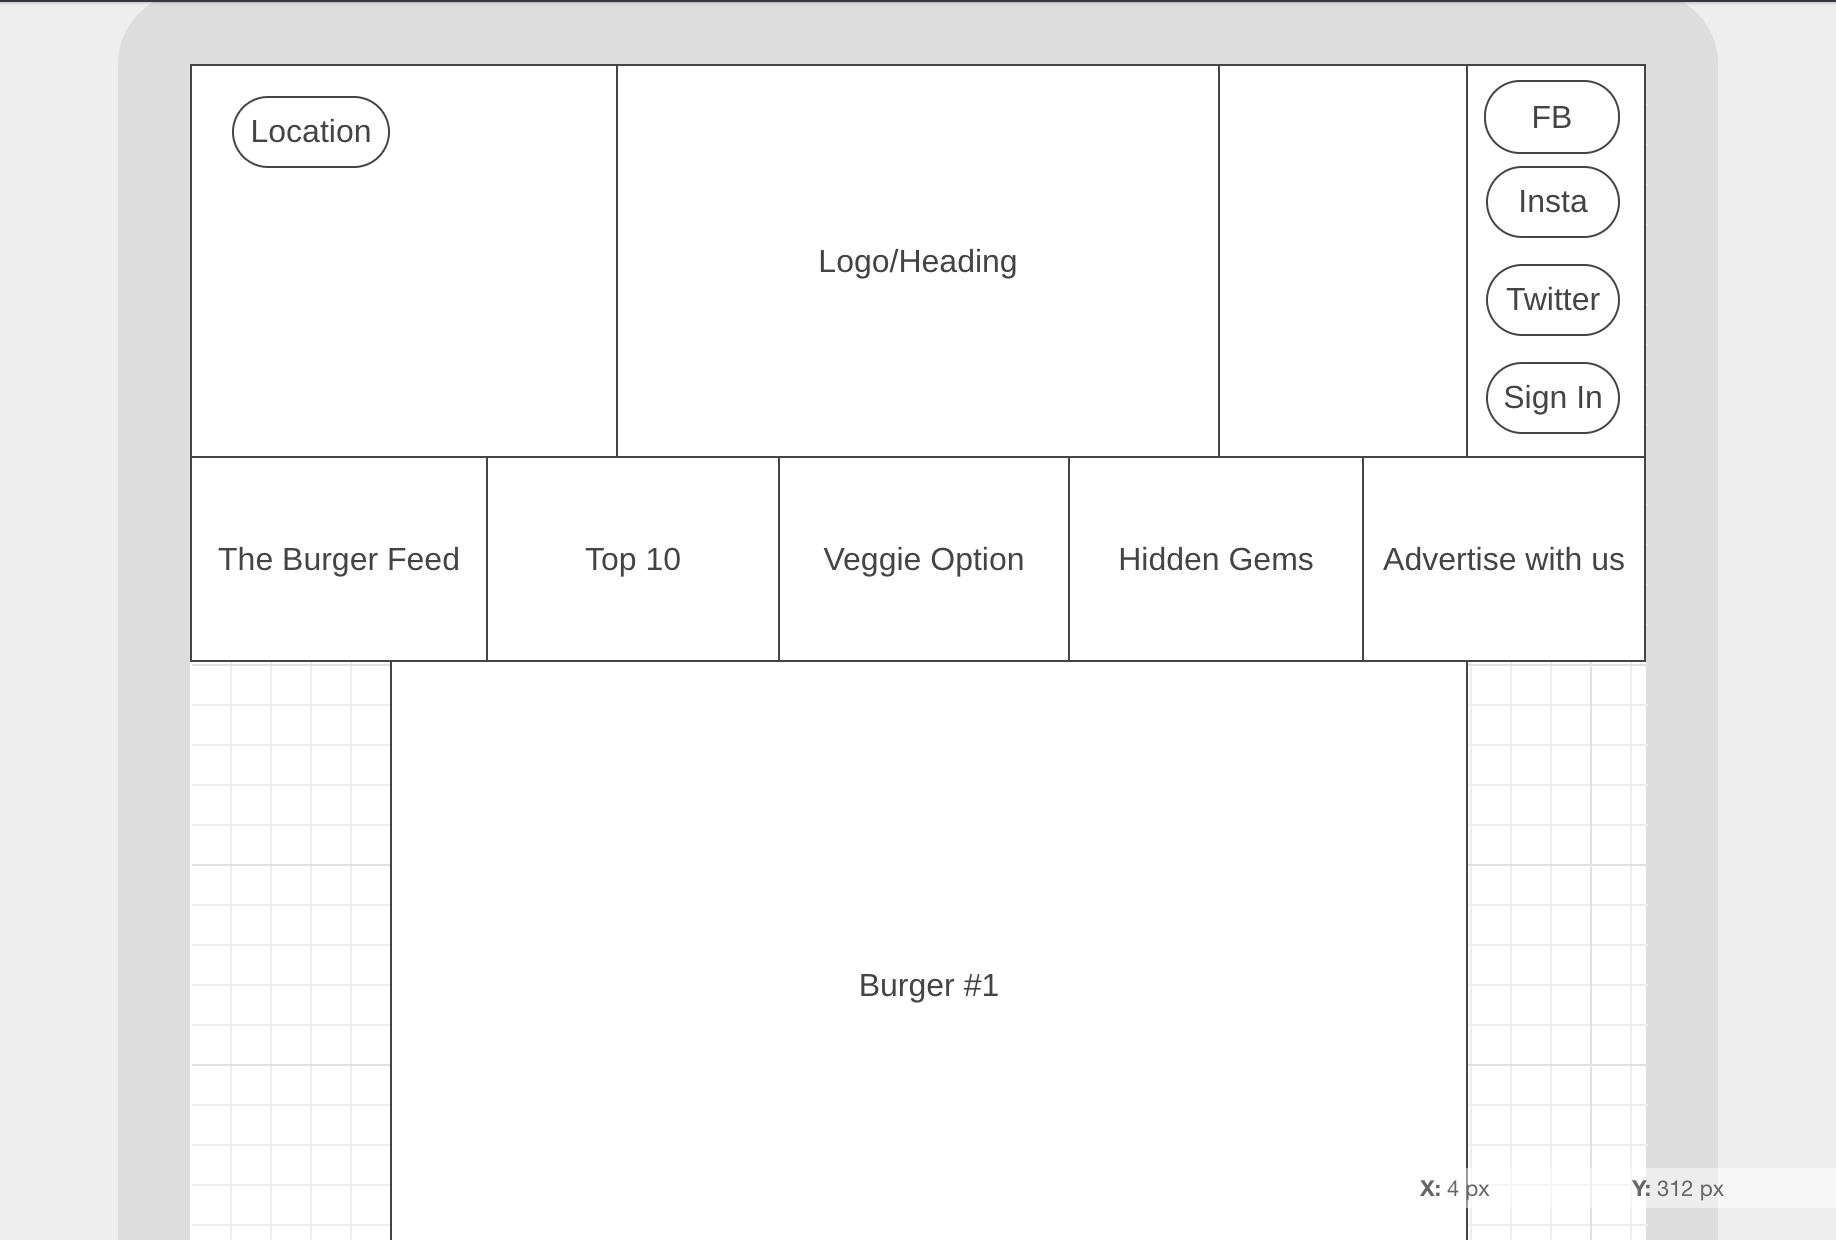 Location
Logo/Heading
FB
Insta
Twitter
Sign In
The Burger Feed
Top 10
Veggie Option
Hidden Gems
Advertise with us
Burger #1
X: 4 px
Y: 312 px